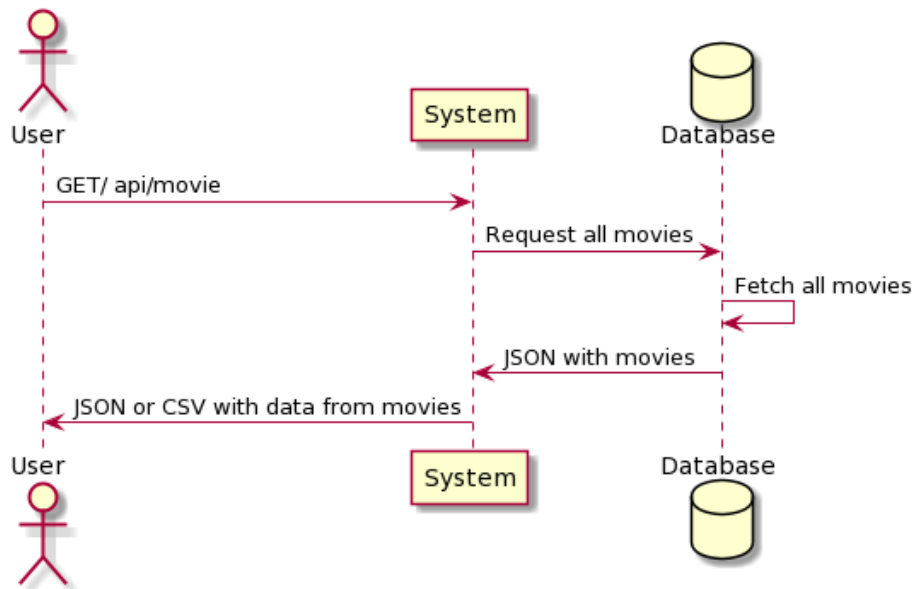 User
System
Database
GET/ api/movie
Request all movies
Fetch all movies
JSON with movies
JSON or CSV with data from movies
User
System
Database